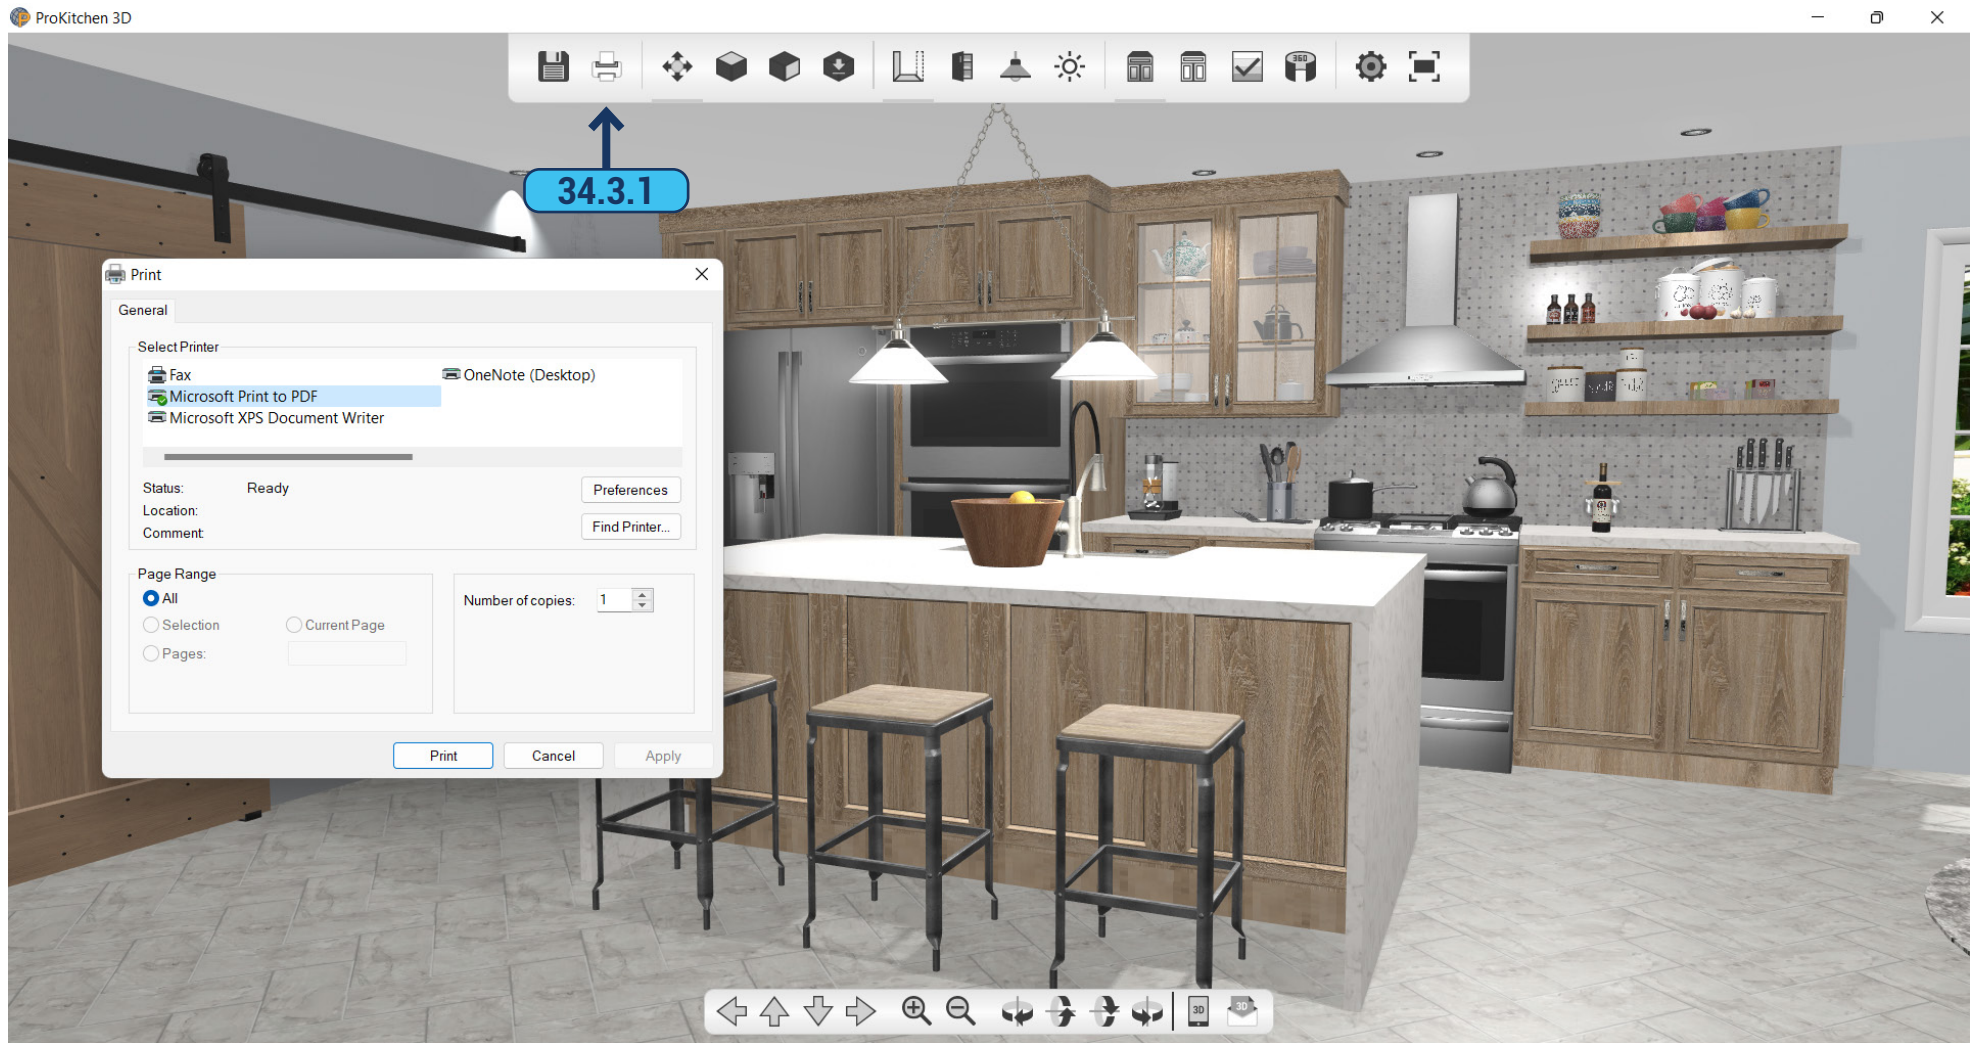 ProKitchen 3D
360
34.3.1
Print
General
Select Printer
Fax
OneNote (Desktop)
Microsoft Print to PDF
Microsoft XPS Document Writer
Status: Ready
Preferences
Location:
Find Printer...
Comment:
Page Range
All
Number of copies: 1
Selection
Current Page
Pages:
Print
Cancel
Apply
3D
3D